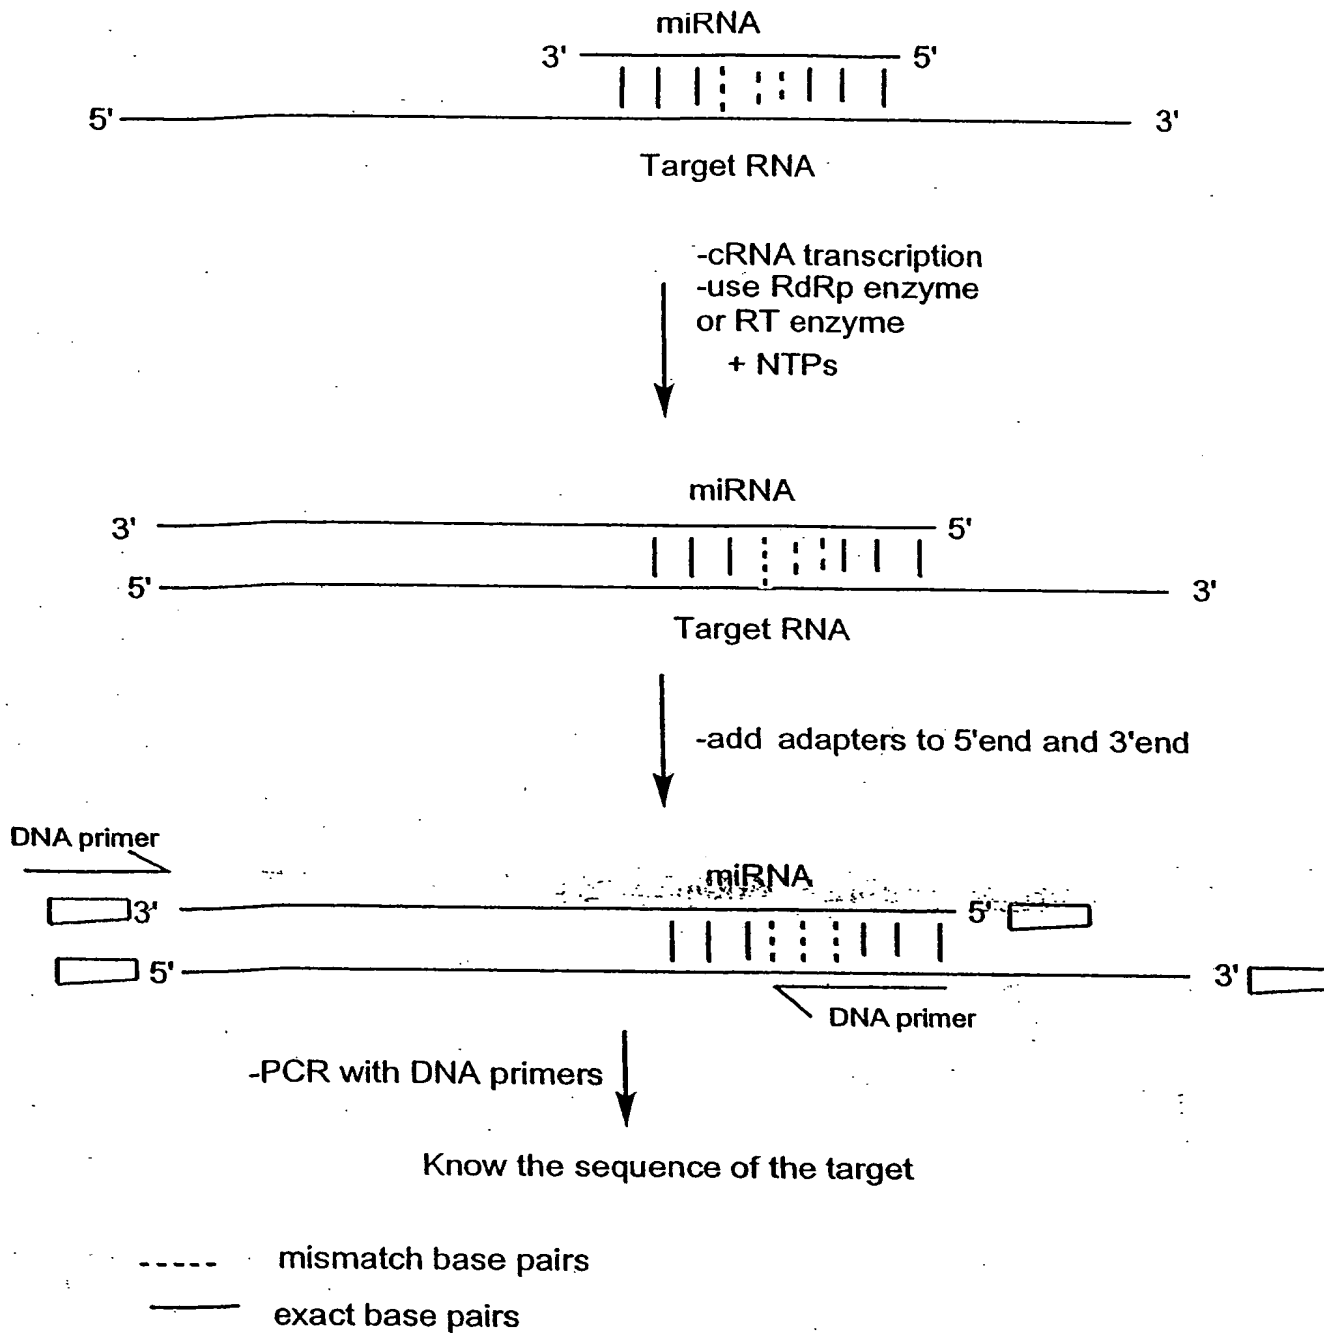 miRNA
3' 5'
5' 3'
Target RNA
-cRNA transcription
-use RdRp enzyme
or RT enzyme
+ NTPs
miRNA
3' 5'
5' 3'
Target RNA
-add adapters to 5'end and 3'end
DNA primer
miRNA
3' 5'
5' 3'
DNA primer
-PCR with DNA primers
Know the sequence of the target
mismatch base pairs
exact base pairs